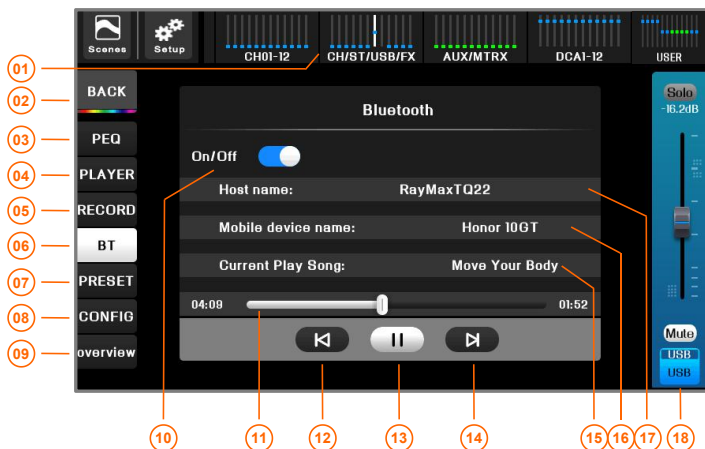 Scenes
Setup
CH01-12
CH/ST/USB/FX
AUX/MTRX
DCA1-12
USER
01
BACK
02
Bluetooth
Solo
-16.2dB
03
PEQ
On/Off
04
PLAYER
Host name: RayMaxTQ22
05
RECORD
Mobile device name: Honor 10GT
06
BT
Current Play Song: Move Your Body
07
PRESET
04:09
01:52
08
CONFIG
09
overview
Mute
USB
USB
10
11
12
13
14
15
16
17
18